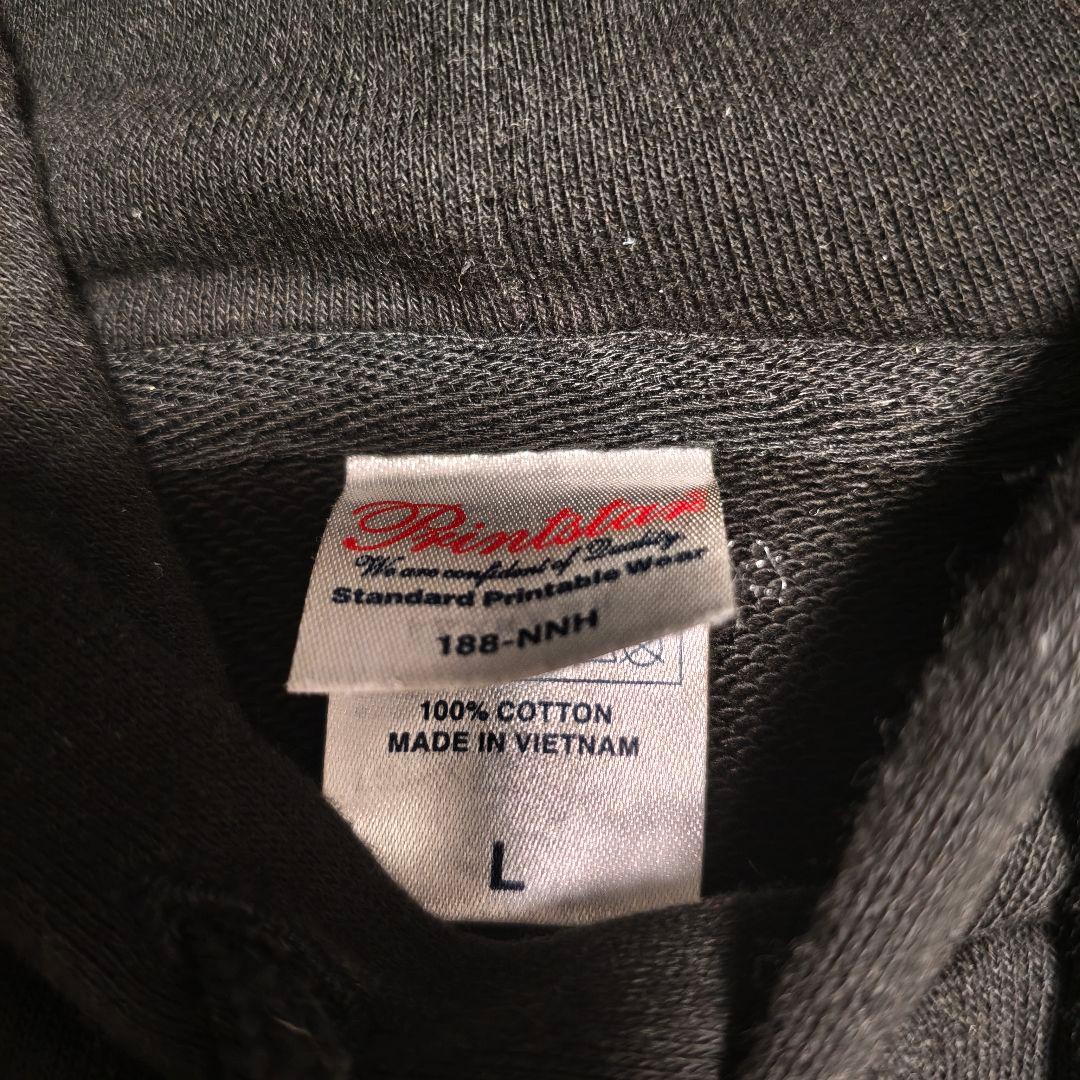 Printstar
We are confident of Quality
Standard Printable Wear
188-NNH
100% COTTON
MADE IN VIETNAM
L